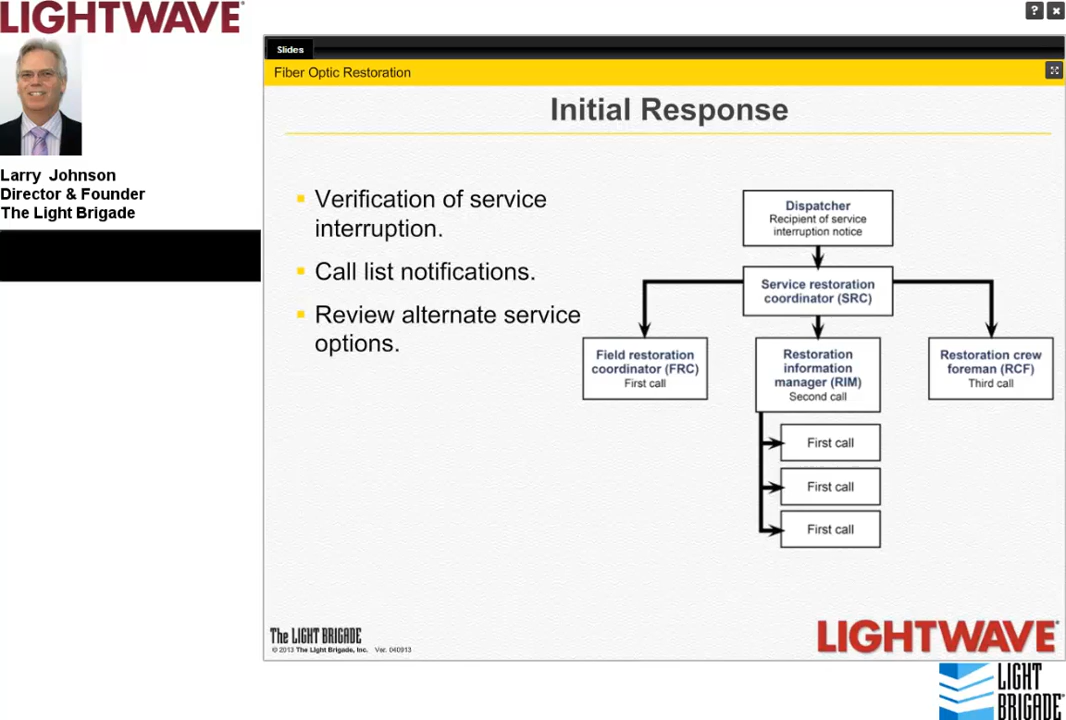 LIGHTWAVE
Larry Johnson
Director & Founder
The Light Brigade
Slides
Fiber Optic Restoration
Initial Response
Verification of service
interruption.
Call list notifications.
Review alternate service
options.
Dispatcher
Recipient of service
interruption notice
Service restoration
coordinator (SRC)
Field restoration
coordinator (FRC)
First call
Restoration
information
manager (RIM)
Second call
Restoration crew
foreman (RCF)
Third call
First call
First call
First call
The LIGHT BRIGADE
© 2013 The Light Brigade, Inc. Ver. 040913
LIGHTWAVE
LIGHT
BRIGADE